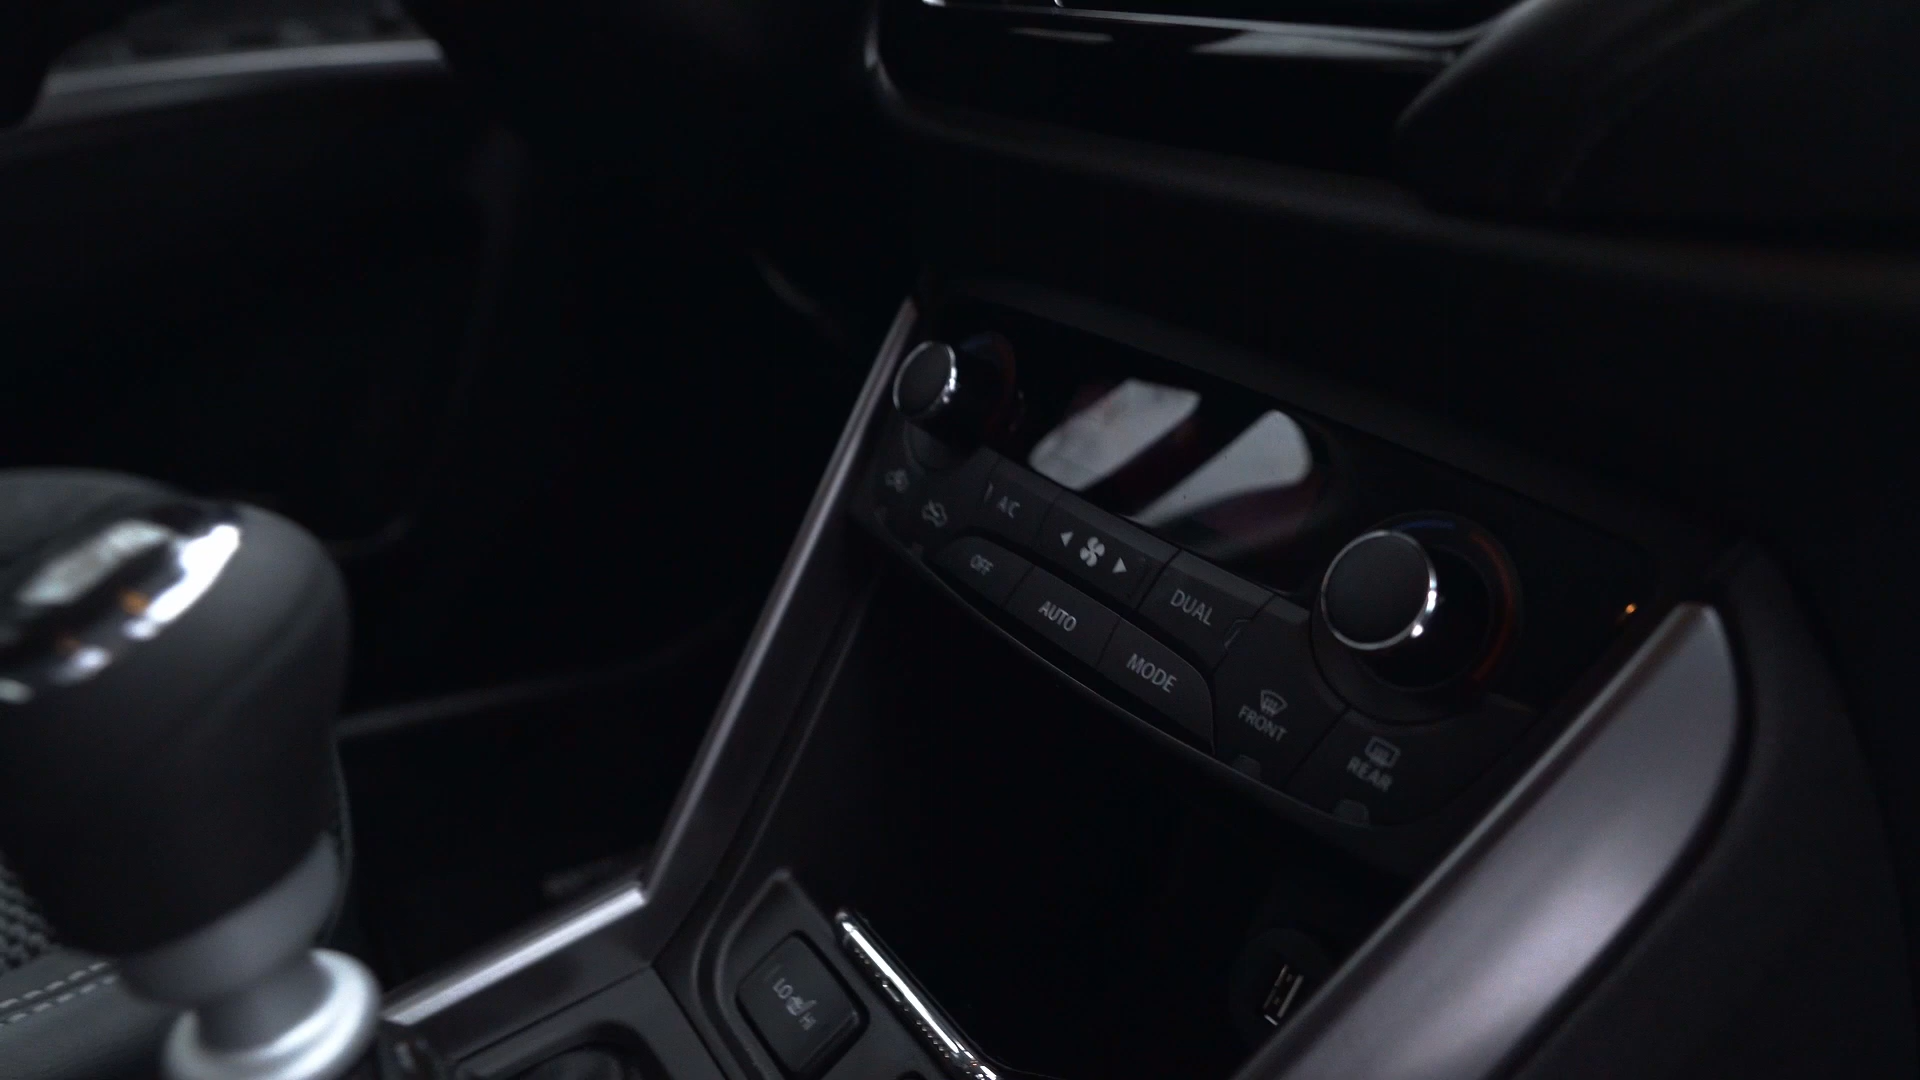 A/C
OFF
AUTO
DUAL
MODE
FRONT
REAR
LO HI